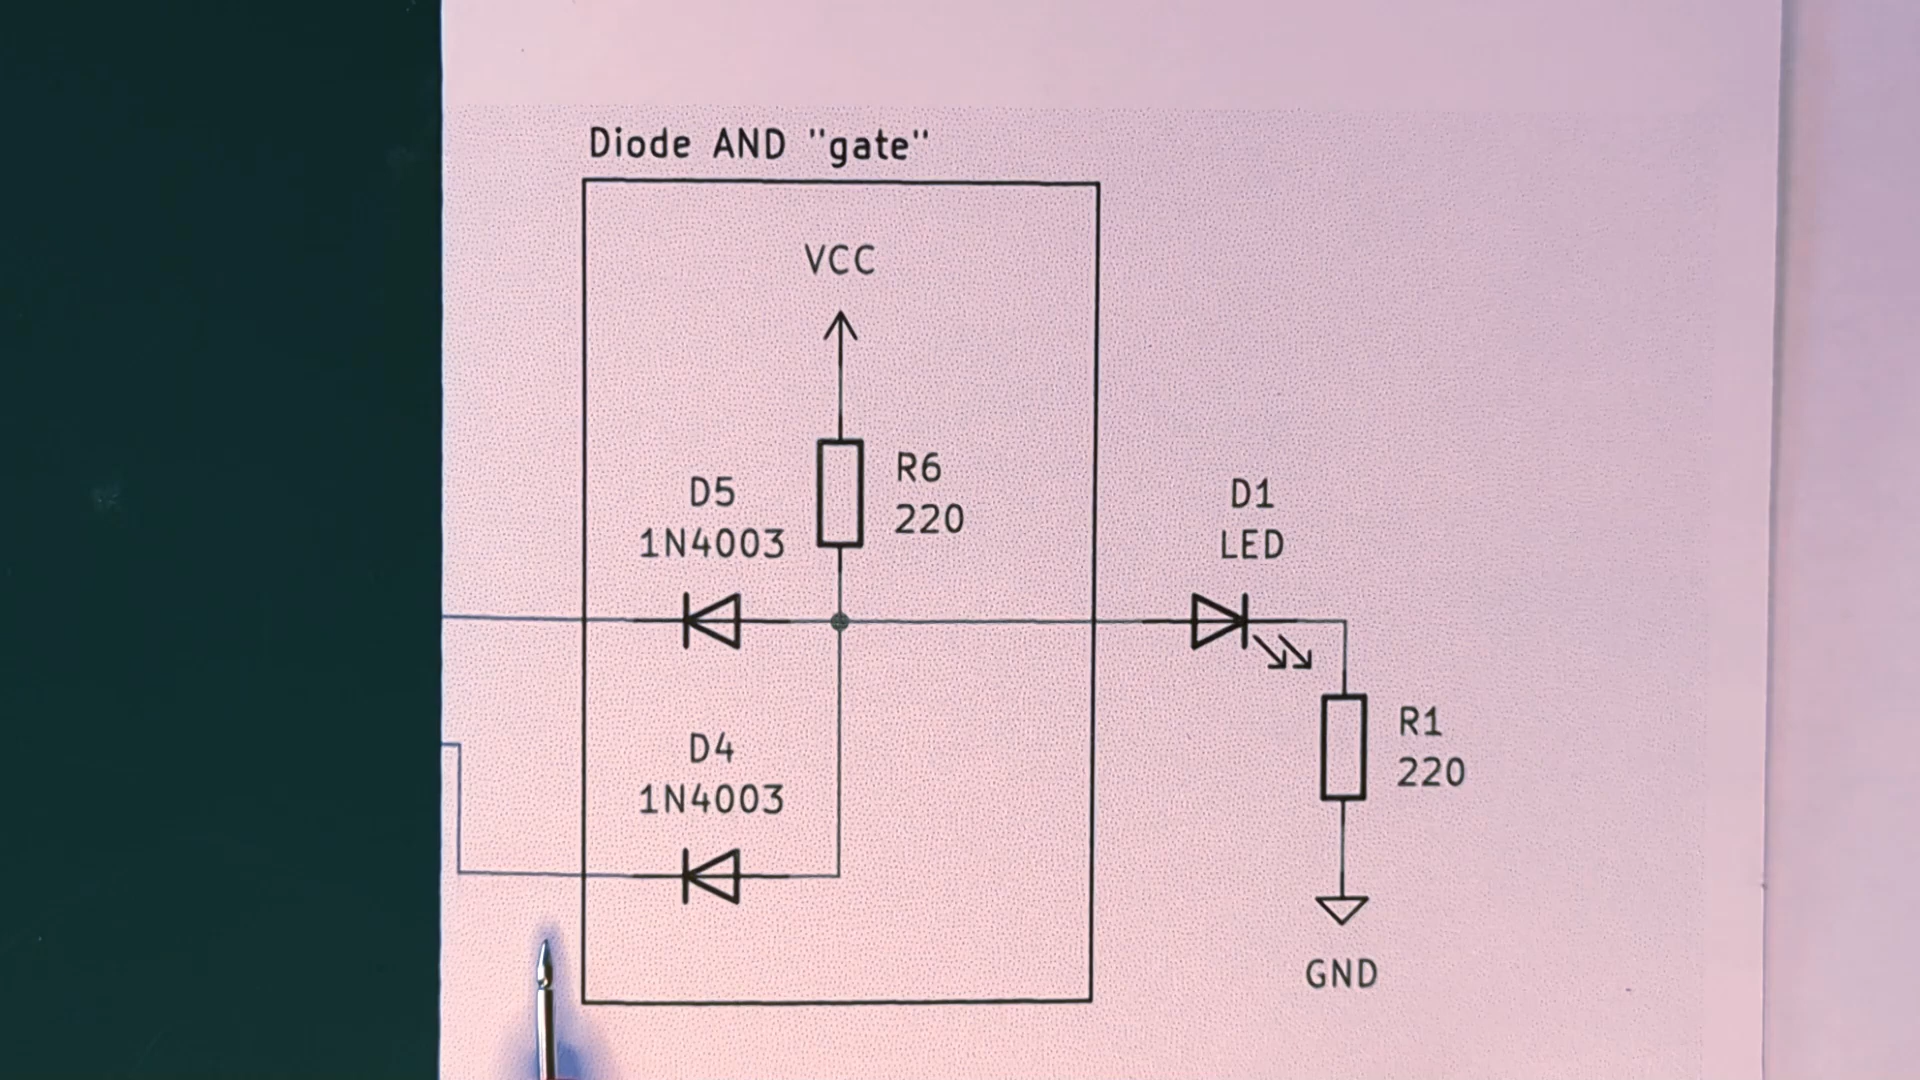 Diode AND "gate"
VCC
R6
220
D5
1N4003
D1
LED
R1
220
D4
1N4003
GND